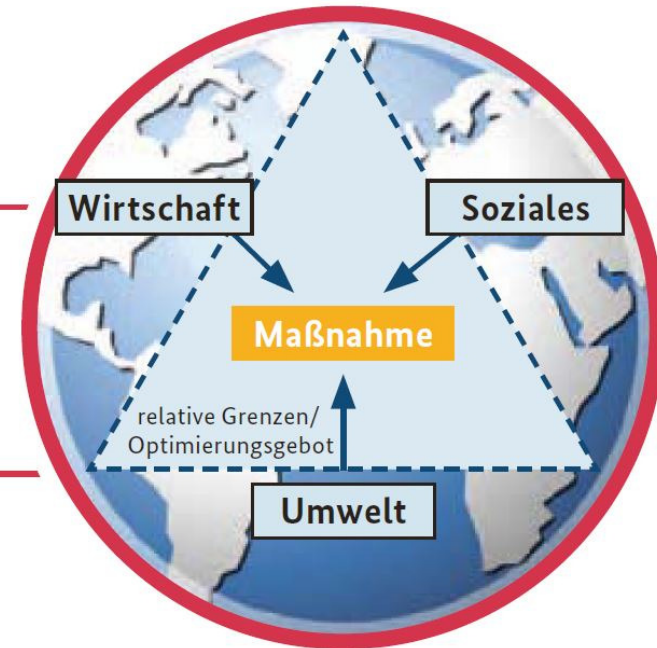 Wirtschaft
Soziales
Maßnahme
relative Grenzen/
Optimierungsgebot
Umwelt